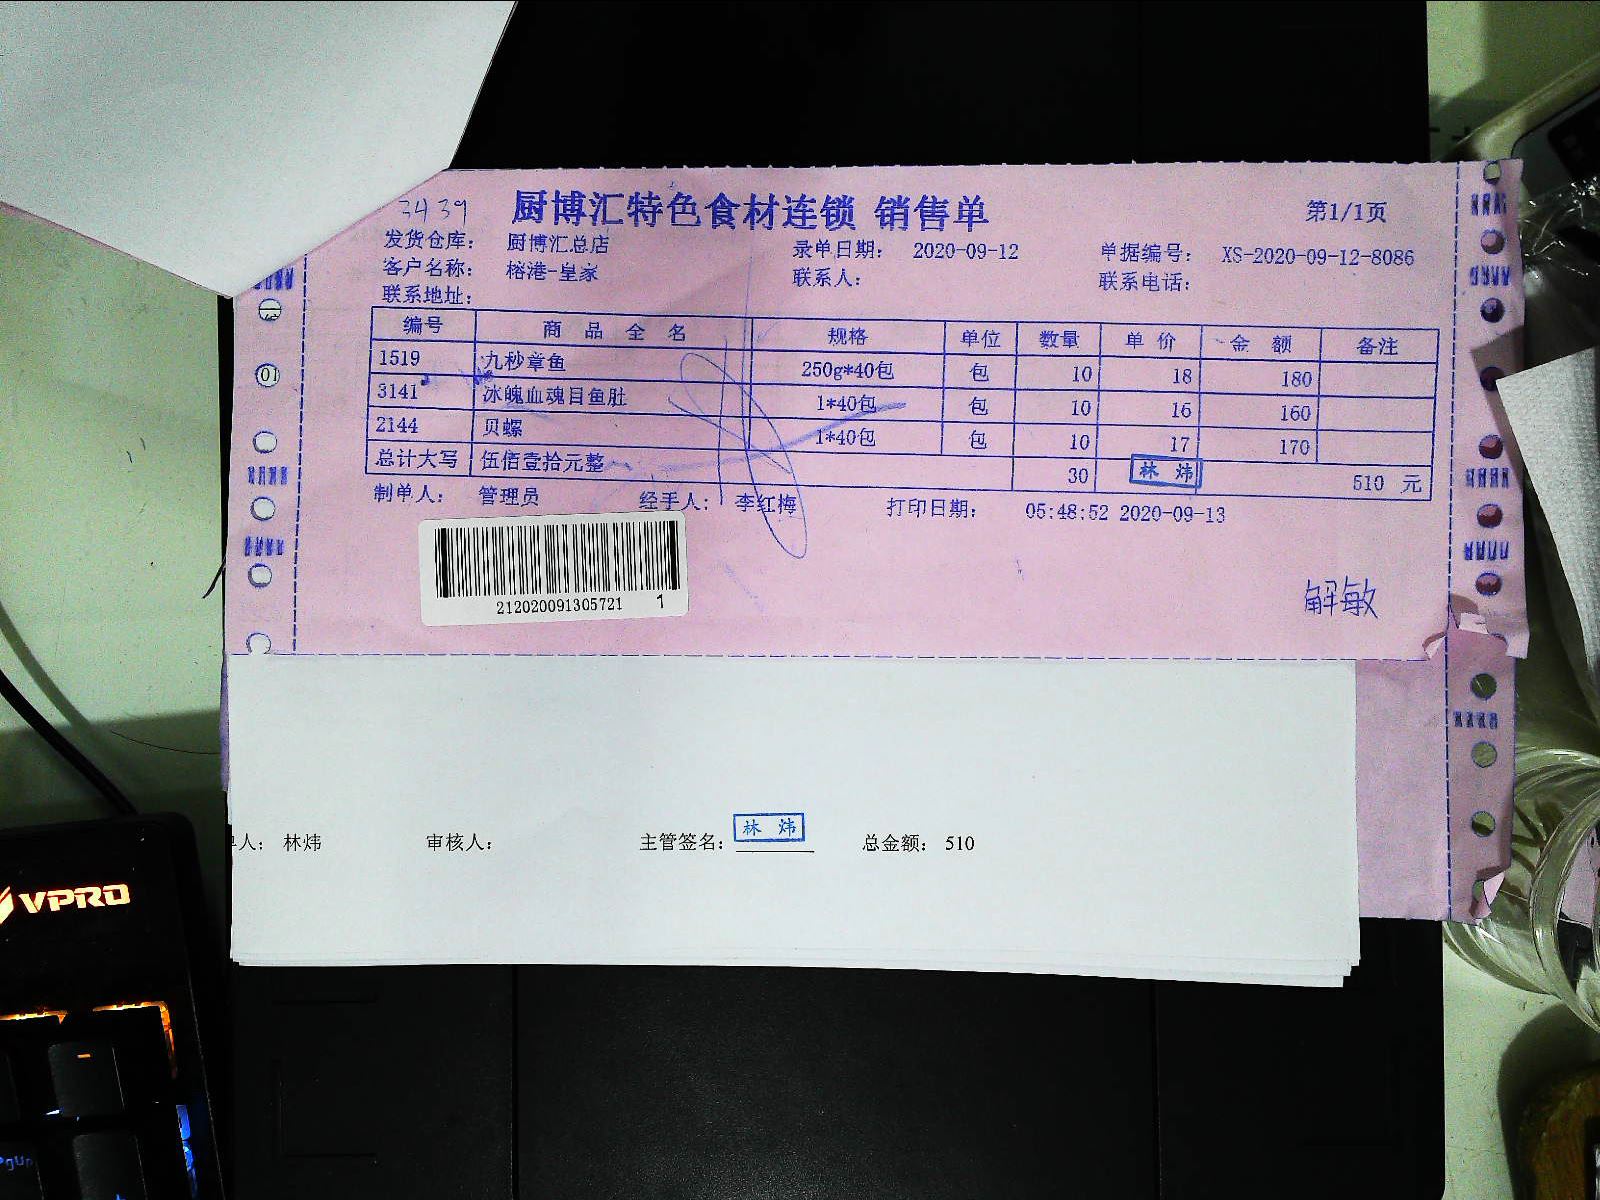 3439
厨博汇特色食材连锁 销售单
第1/1页
发货仓库： 厨博汇总店 录单日期： 2020-09-12 单据编号： XS-2020-09-12-8086
客户名称： 榕港-皇家 联系人： 联系电话：
联系地址：
编号 商 品 全 名 规格 单位 数量 单 价 金 额 备注
1519 九秒章鱼 250g*40包 包 10 18 180
3141 冰魄血魂目鱼肚 1*40包 包 10 16 160
2144 贝螺 1*40包 包 10 17 170
总计大写 伍佰壹拾元整 30 林 炜 510 元
制单人： 管理员 经手人： 李红梅 打印日期： 05:48:52 2020-09-13
212020091305721 1
解敏
人： 林炜 审核人： 主管签名： 林 炜 总金额： 510
VPRO
PgUp